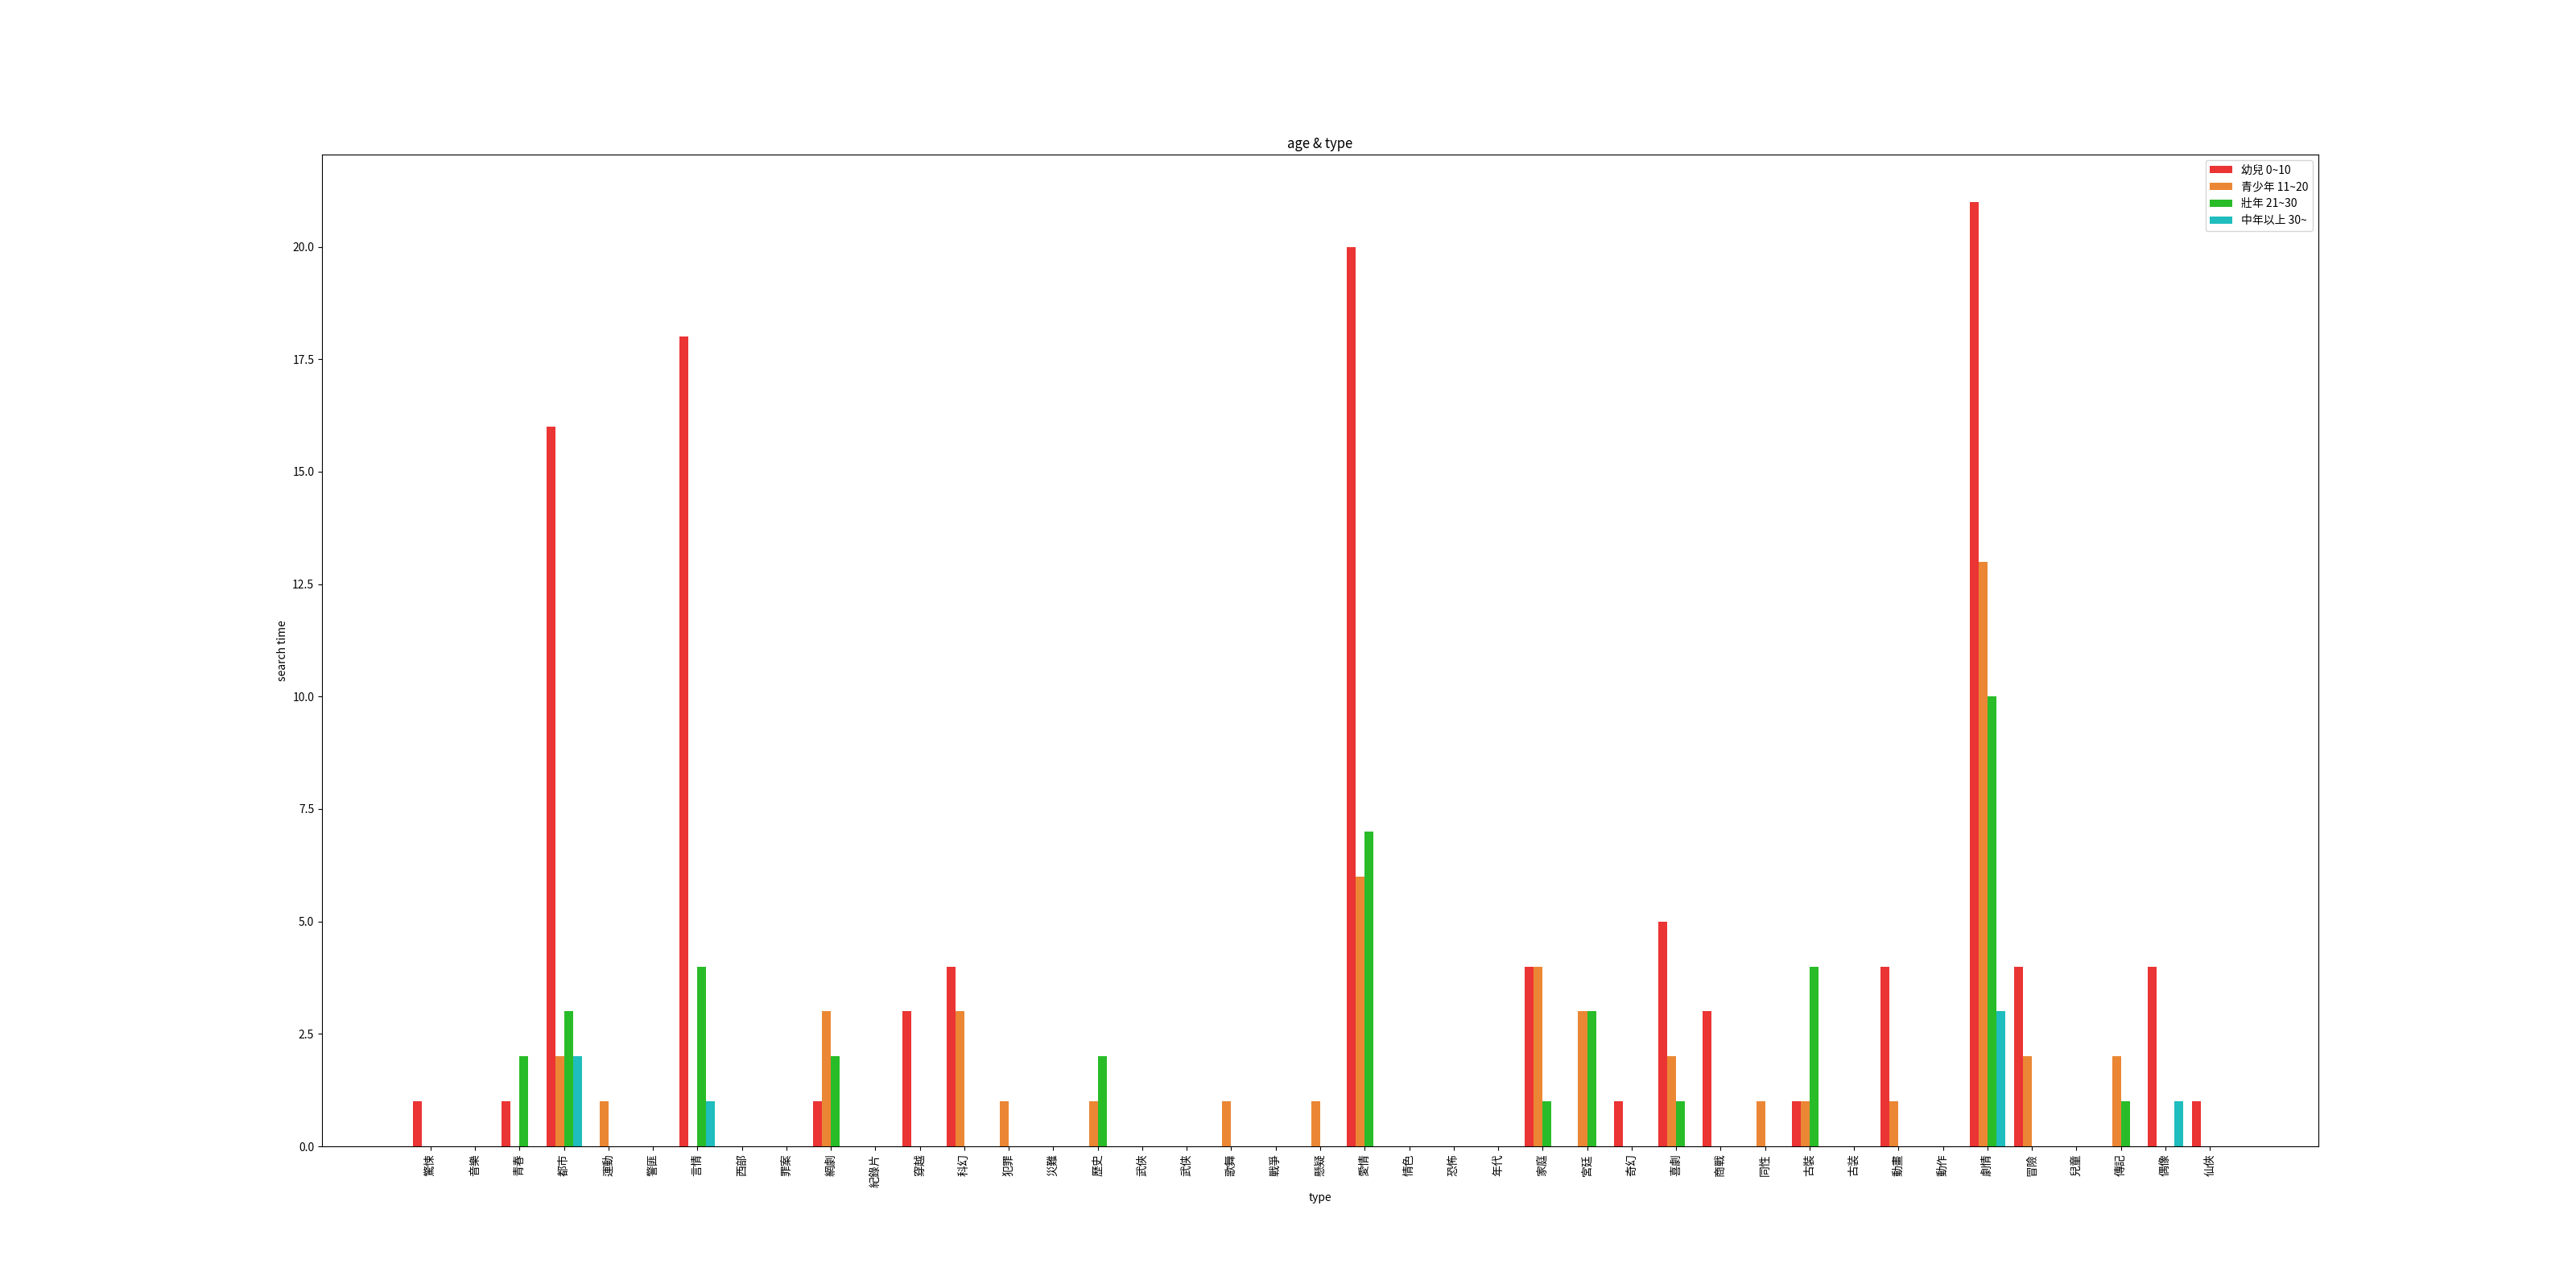 age & type
幼兒 0~10
青少年 11~20
壯年 21~30
中年以上 30~
search time
20.0
17.5
15.0
12.5
10.0
7.5
5.0
2.5
0.0
驚悚
音樂
青春
都市
運動
警匪
言情
西部
罪案
網劇
紀錄片
穿越
科幻
犯罪
災難
歷史
武俠
武俠
歌舞
戰爭
懸疑
愛情
情色
恐怖
年代
家庭
宮廷
奇幻
喜劇
商戰
同性
古裝
古装
動畫
動作
劇情
冒險
兒童
傳記
偶像
仙俠
type